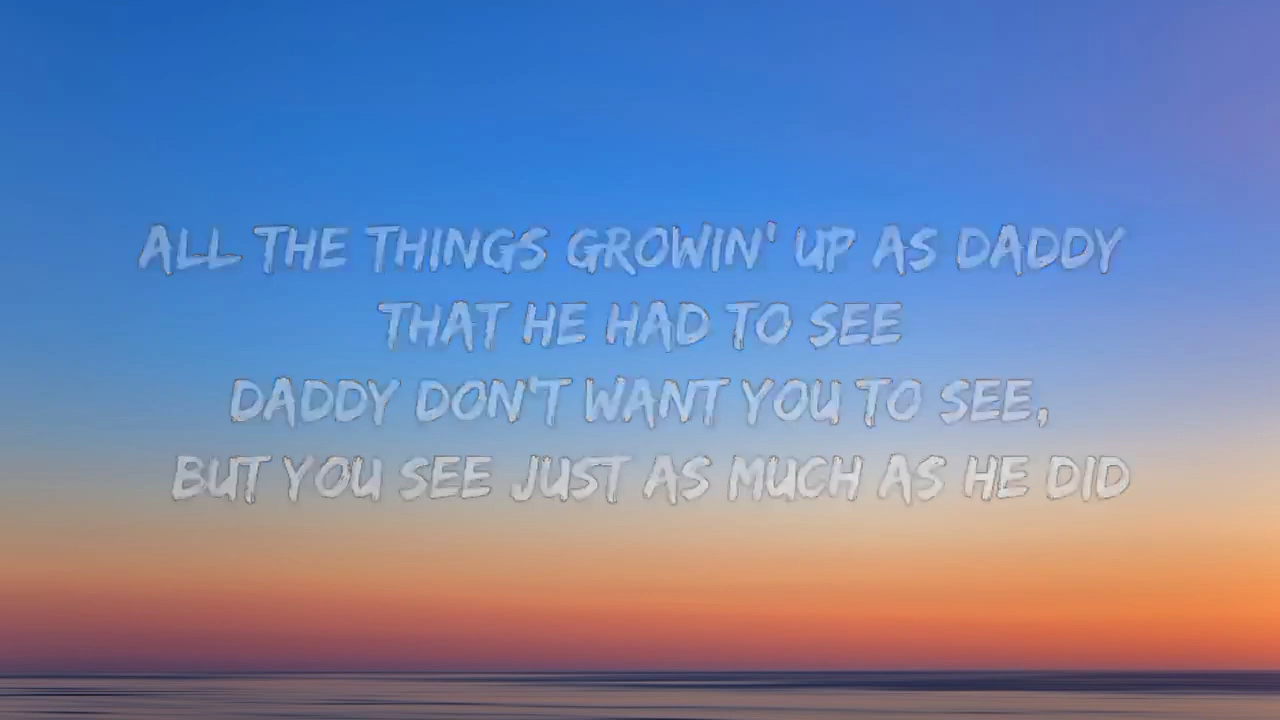 ALL THE THINGS GROWIN' UP AS DADDY
THAT HE HAD TO SEE
DADDY DON'T WANT YOU TO SEE,
BUT YOU SEE JUST AS MUCH AS HE DID